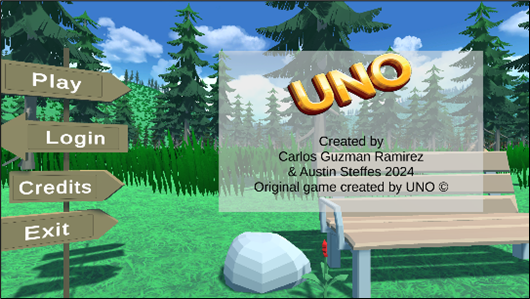 Play
Login
Credits
Exit
UNO
Created by
Carlos Guzman Ramirez
& Austin Steffes 2024
Original game created by UNO ©